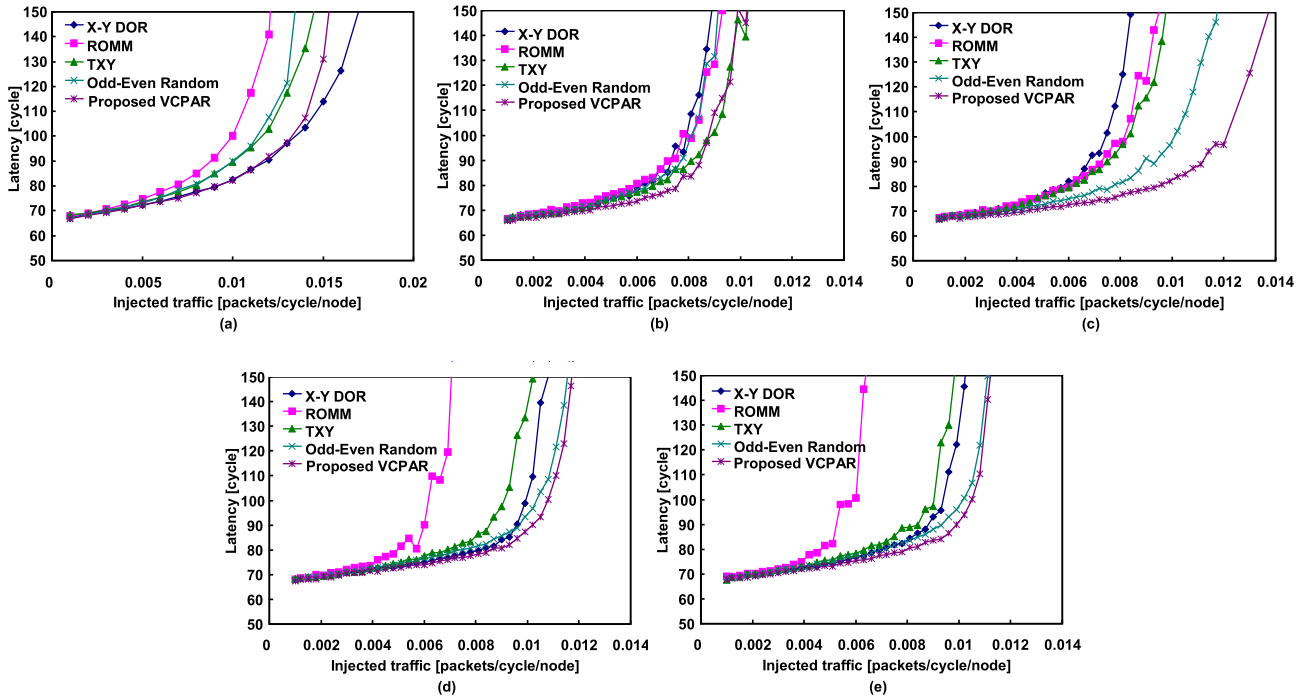 150
140
130
120
110
100
90
80
70
60
50
Latency [cycle]
X-Y DOR
ROMM
TXY
Odd-Even Random
Proposed VCPAR
0
0.005
0.01
0.015
0.02
Injected traffic [packets/cycle/node]
(a)
150
140
130
120
110
100
90
80
70
60
50
Latency [cycle]
X-Y DOR
ROMM
TXY
Odd-Even Random
Proposed VCPAR
0
0.002
0.004
0.006
0.008
0.01
0.012
0.014
Injected traffic [packets/cycle/node]
(b)
150
140
130
120
110
100
90
80
70
60
50
Latency [cycle]
X-Y DOR
ROMM
TXY
Odd-Even Random
Proposed VCPAR
0
0.002
0.004
0.006
0.008
0.01
0.012
0.014
Injected traffic [packets/cycle/node]
(c)
150
140
130
120
110
100
90
80
70
60
50
Latency [cycle]
X-Y DOR
ROMM
TXY
Odd-Even Random
Proposed VCPAR
0
0.002
0.004
0.006
0.008
0.01
0.012
0.014
Injected traffic [packets/cycle/node]
(d)
150
140
130
120
110
100
90
80
70
60
50
Latency [cycle]
X-Y DOR
ROMM
TXY
Odd-Even Random
Proposed VCPAR
0
0.002
0.004
0.006
0.008
0.01
0.012
0.014
Injected traffic [packets/cycle/node]
(e)